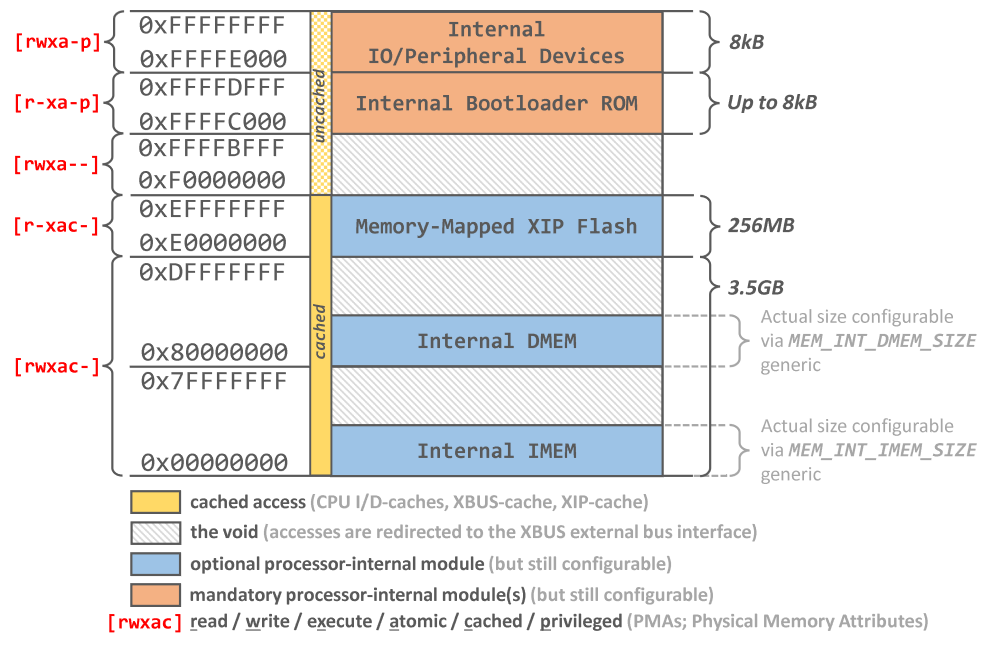 [rwxa-p]
0xFFFFFFFF
0xFFFFE000
Internal
IO/Peripheral Devices
8kB
[r-xa-p]
0xFFFFDFFF
0xFFFFC000
Internal Bootloader ROM
Up to 8kB
uncached
[rwxa--]
0xFFFFBFFF
0xF0000000
[r-xac-]
0xEFFFFFFF
0xE0000000
Memory-Mapped XIP Flash
256MB
0xDFFFFFFF
3.5GB
cached
[rwxac-]
0x80000000
Internal DMEM
Actual size configurable
via MEM_INT_DMEM_SIZE
generic
0x7FFFFFFF
0x00000000
Internal IMEM
Actual size configurable
via MEM_INT_IMEM_SIZE
generic
cached access (CPU I/D-caches, XBUS-cache, XIP-cache)
the void (accesses are redirected to the XBUS external bus interface)
optional processor-internal module (but still configurable)
mandatory processor-internal module(s) (but still configurable)
[rwxac] read / write / execute / atomic / cached / privileged (PMAs; Physical Memory Attributes)